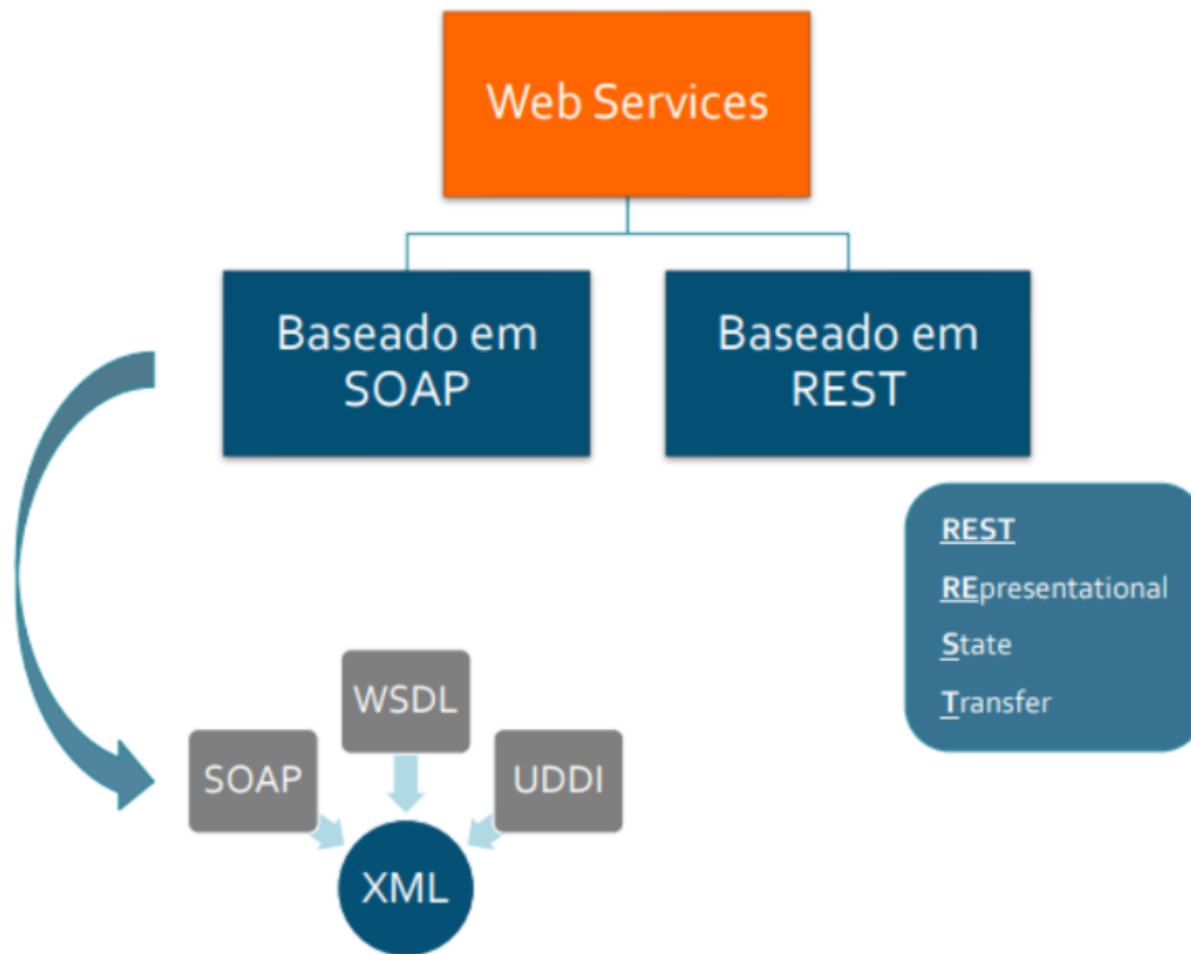 Web Services
Baseado em
SOAP
Baseado em
REST
REST
REpresentational
State
Transfer
WSDL
SOAP
UDDI
XML